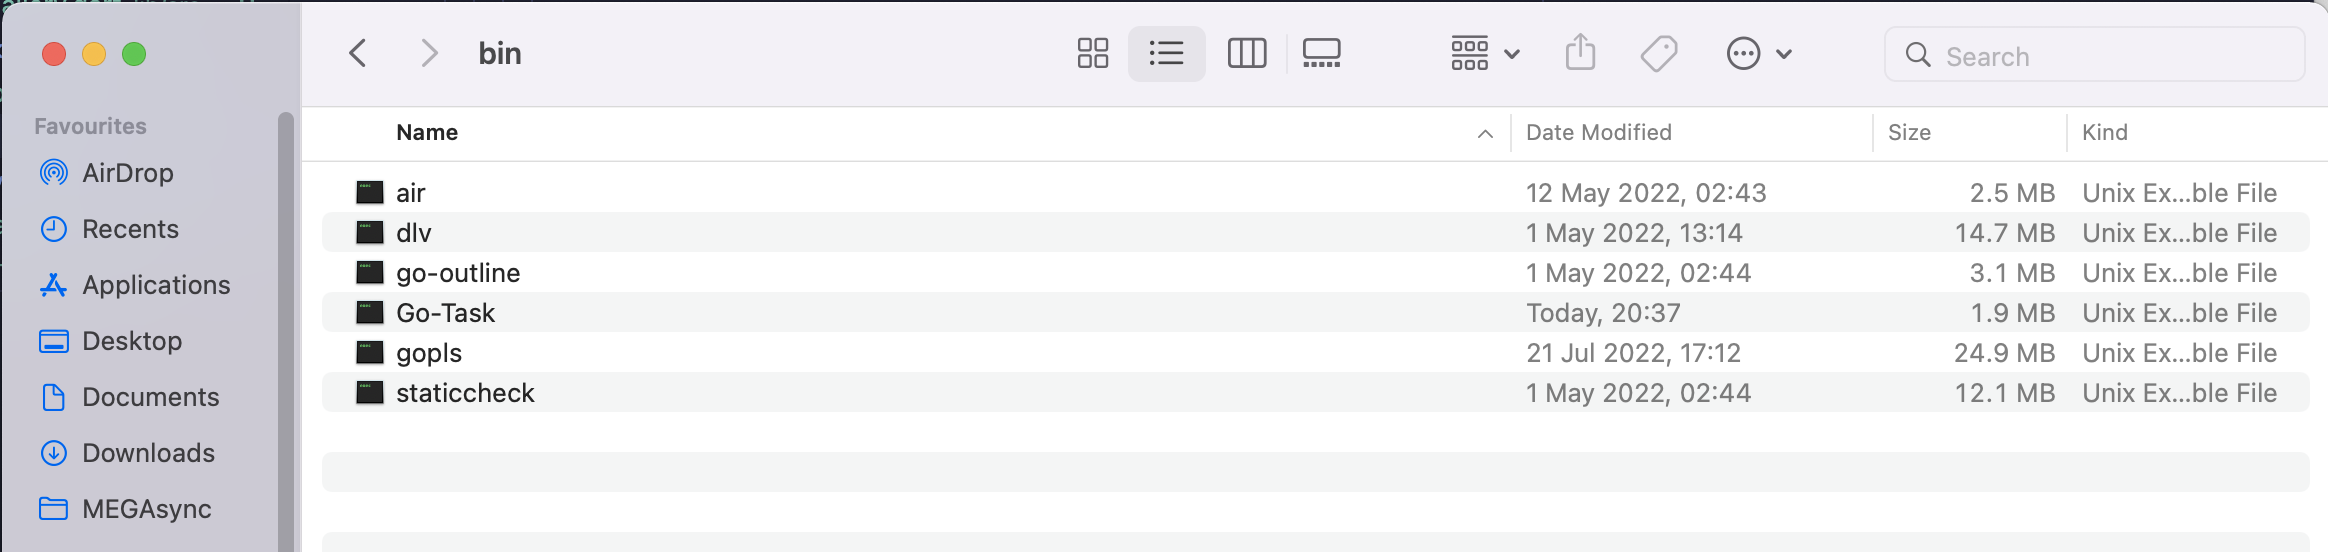 bin
Search
Favourites
AirDrop
Recents
Applications
Desktop
Documents
Downloads
MEGAsync
Name Date Modified Size Kind
air 12 May 2022, 02:43 2.5 MB Unix Ex...ble File
dlv 1 May 2022, 13:14 14.7 MB Unix Ex...ble File
go-outline 1 May 2022, 02:44 3.1 MB Unix Ex...ble File
Go-Task Today, 20:37 1.9 MB Unix Ex...ble File
gopls 21 Jul 2022, 17:12 24.9 MB Unix Ex...ble File
staticcheck 1 May 2022, 02:44 12.1 MB Unix Ex...ble File